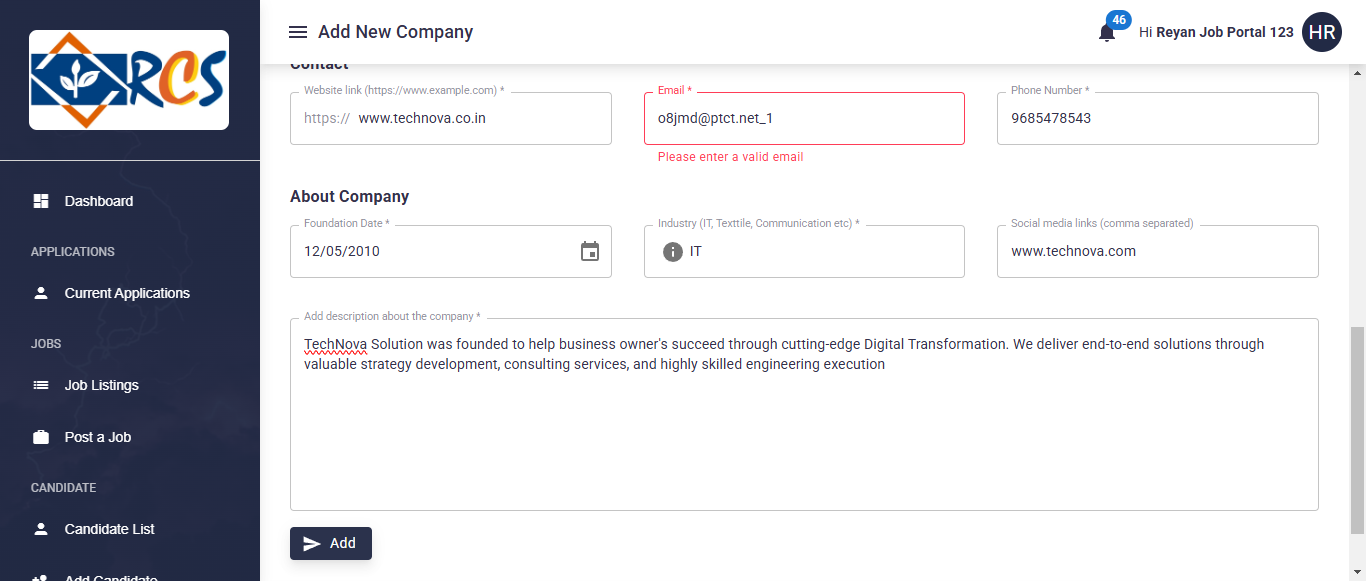 RCS
Add New Company
46
Hi Reyan Job Portal 123
HR
Contact
Website link (https://www.example.com) *
https:// www.technova.co.in
Email *
o8jmd@ptct.net_1
Please enter a valid email
Phone Number *
9685478543
About Company
Foundation Date *
12/05/2010
Industry (IT, Texttile, Communication etc) *
IT
Social media links (comma separated)
www.technova.com
Add description about the company *
TechNova Solution was founded to help business owner's succeed through cutting-edge Digital Transformation. We deliver end-to-end solutions through
valuable strategy development, consulting services, and highly skilled engineering execution
Add
Dashboard
APPLICATIONS
Current Applications
JOBS
Job Listings
Post a Job
CANDIDATE
Candidate List
Add Candidate